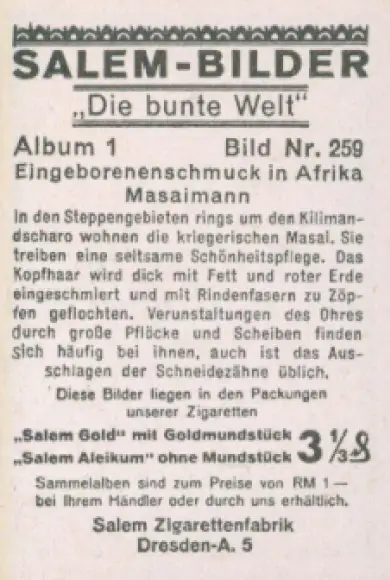 SALEM-BILDER
„Die bunte Welt“
Album 1 Bild Nr. 259
Eingeborenenschmuck in Afrika
Masaimann
In den Steppengebieten rings um den Kiliman-
dscharo wohnen die kriegerischen Masai. Sie
treiben eine seltsame Schönheitspflege. Das
Kopfhaar wird dick mit Fett und roter Erde
eingeschmiert und mit Rindenfasern zu Zöp-
fen geflochten. Verunstaltungen des Ohres
durch große Pflöcke und Scheiben finden
sich häufig bei ihnen, auch ist das Aus-
schlagen der Schneidezähne üblich.
Diese Bilder liegen in den Packungen
unserer Zigaretten
„Salem Gold“ mit Goldmundstück
„Salem Aleikum“ ohne Mundstück 3 1/3 ₰
Sammelalben sind zum Preise von RM 1—
bei Ihrem Händler oder durch uns erhältlich.
Salem Zigarettenfabrik
Dresden-A. 5